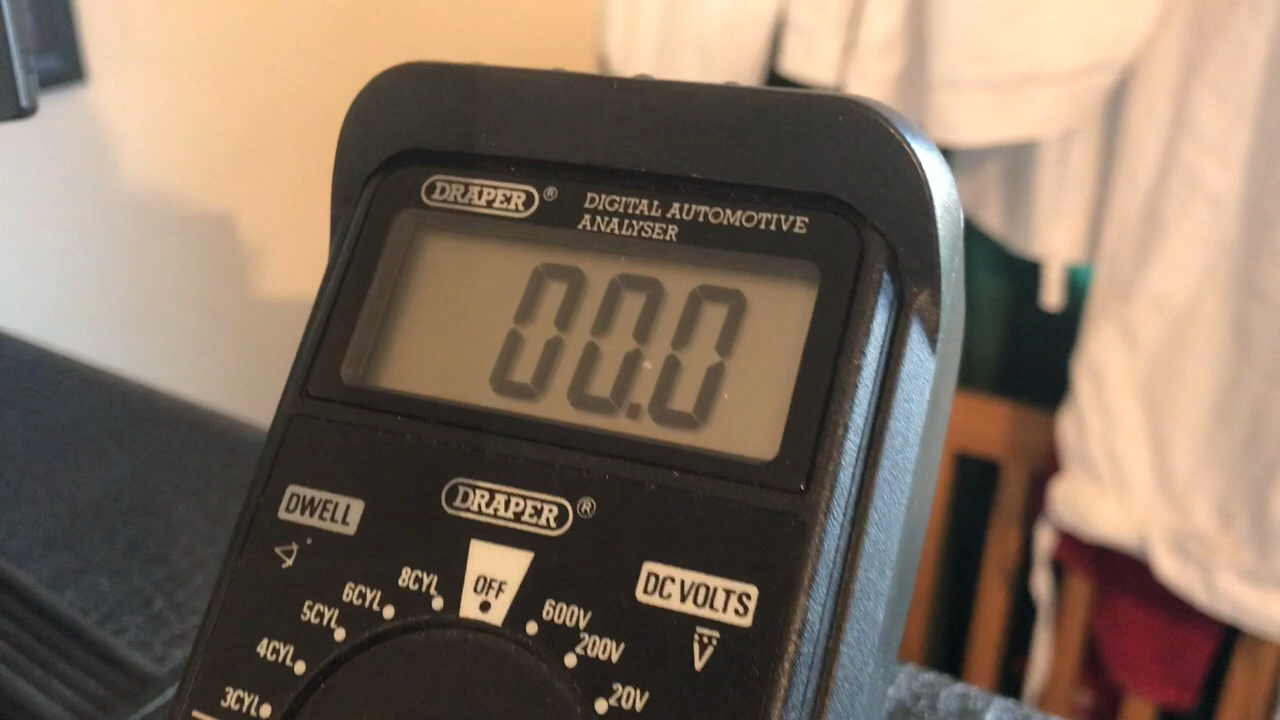 DRAPER ®
DIGITAL AUTOMOTIVE
ANALYSER
00.0
DRAPER ®
DWELL
OFF
DC VOLTS
V
8CYL
6CYL
5CYL
4CYL
3CYL
600V
200V
20V